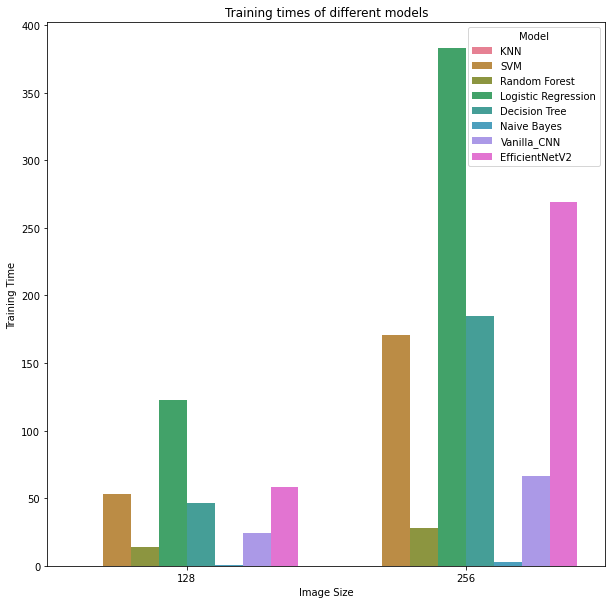 Training times of different models
400
350
300
250
200
150
100
50
0
Training Time
Model
KNN
SVM
Random Forest
Logistic Regression
Decision Tree
Naive Bayes
Vanilla_CNN
EfficientNetV2
128
256
Image Size